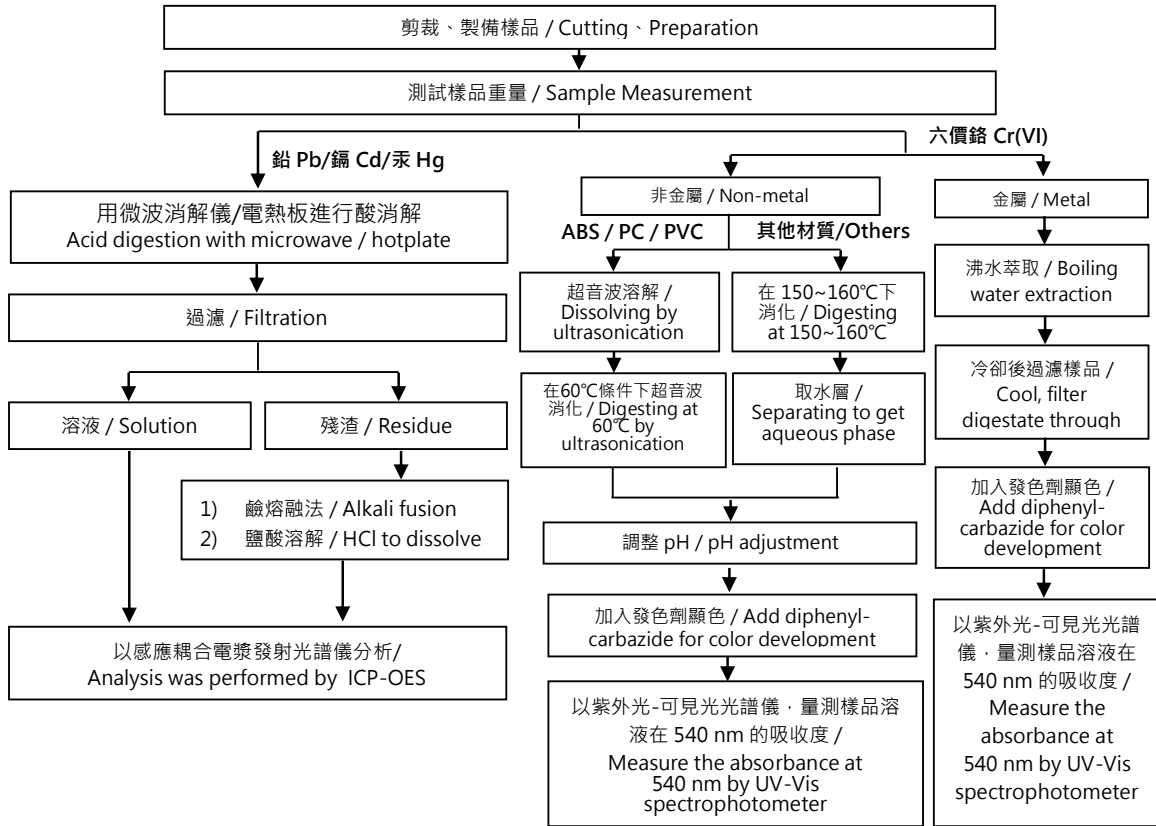 剪裁、製備樣品 / Cutting、Preparation
測試樣品重量 / Sample Measurement
鉛 Pb/鎘 Cd/汞 Hg
六價鉻 Cr(VI)
用微波消解儀/電熱板進行酸消解
Acid digestion with microwave / hotplate
過濾 / Filtration
溶液 / Solution
殘渣 / Residue
1) 鹼熔融法 / Alkali fusion
2) 鹽酸溶解 / HCl to dissolve
以感應耦合電漿發射光譜儀分析/
Analysis was performed by ICP-OES
非金屬 / Non-metal
ABS / PC / PVC
其他材質/Others
超音波溶解 /
Dissolving by
ultrasonication
在60℃條件下超音波
消化 / Digesting at
60℃ by
ultrasonication
在 150~160℃下
消化 / Digesting
at 150~160℃
取水層 /
Separating to get
aqueous phase
調整 pH / pH adjustment
加入發色劑顯色 / Add diphenyl-
carbazide for color development
以紫外光-可見光光譜儀，量測樣品溶
液在 540 nm 的吸收度 /
Measure the absorbance at
540 nm by UV-Vis
spectrophotometer
金屬 / Metal
沸水萃取 / Boiling
water extraction
冷卻後過濾樣品 /
Cool, filter
digestate through
加入發色劑顯色 /
Add diphenyl-
carbazide for color
development
以紫外光-可見光光譜
儀，量測樣品溶液在
540 nm 的吸收度 /
Measure the
absorbance at
540 nm by UV-Vis
spectrophotometer